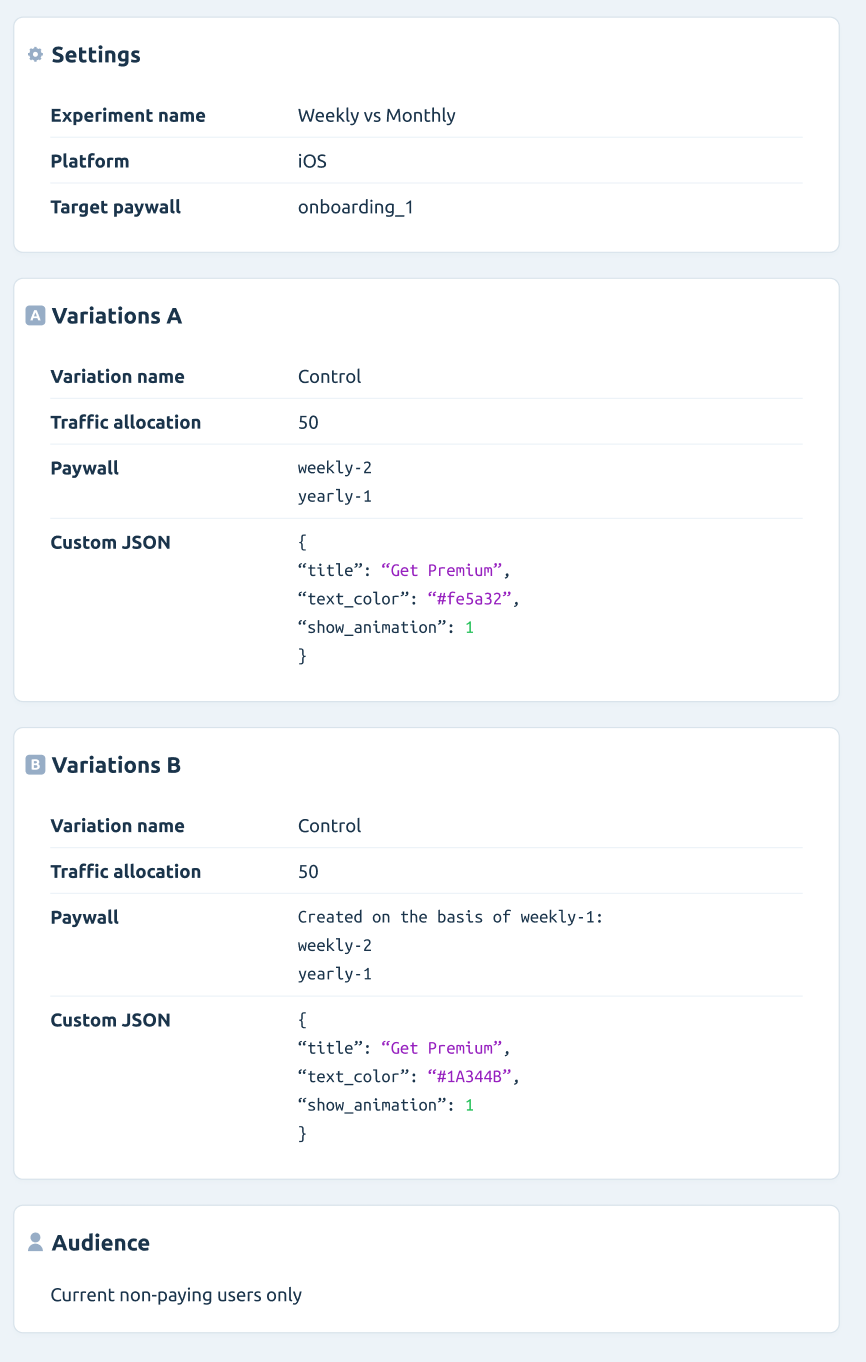 Settings
Experiment name Weekly vs Monthly
Platform iOS
Target paywall onboarding_1
A Variations A
Variation name Control
Traffic allocation 50
Paywall weekly-2
yearly-1
Custom JSON {
“title”: “Get Premium”,
“text_color”: “#fe5a32”,
“show_animation”: 1
}
B Variations B
Variation name Control
Traffic allocation 50
Paywall Created on the basis of weekly-1:
weekly-2
yearly-1
Custom JSON {
“title”: “Get Premium”,
“text_color”: “#1A344B”,
“show_animation”: 1
}
Audience
Current non-paying users only